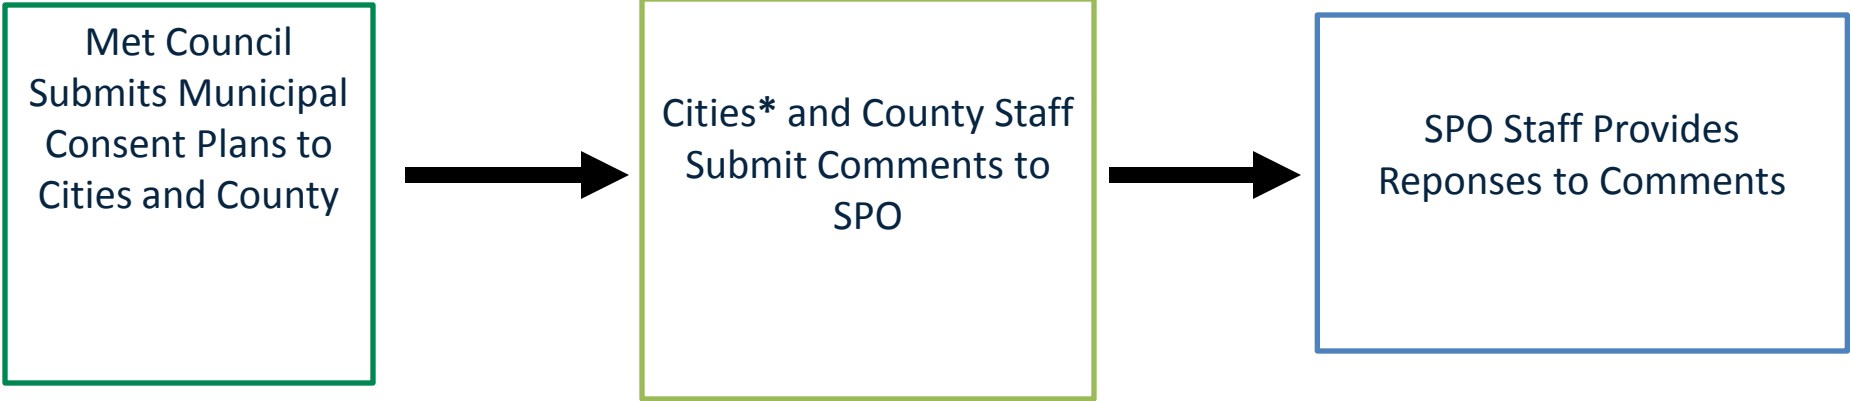 Met Council
Submits Municipal
Consent Plans to
Cities and County
Cities* and County Staff
Submit Comments to
SPO
SPO Staff Provides
Reponses to Comments